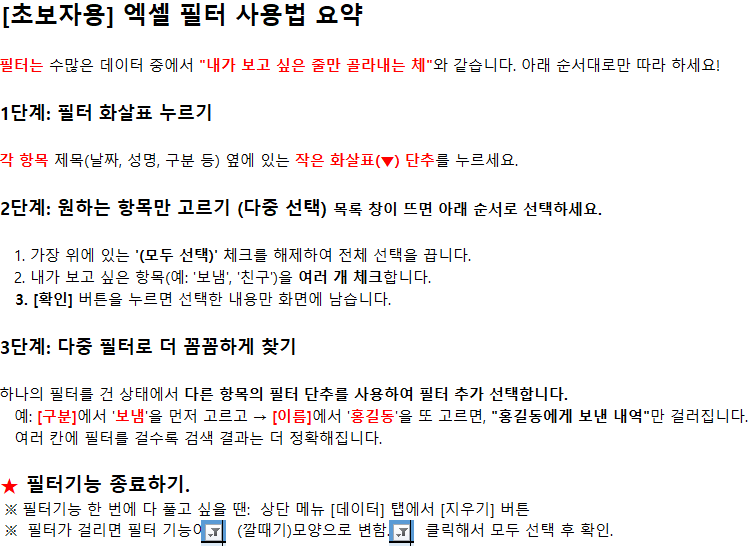 [초보자용] 엑셀 필터 사용법 요약
필터는 수많은 데이터 중에서 "내가 보고 싶은 줄만 골라내는 체"와 같습니다. 아래 순서대로만 따라 하세요!
1단계: 필터 화살표 누르기
각 항목 제목(날짜, 성명, 구분 등) 옆에 있는 작은 화살표(▼) 단추를 누르세요.
2단계: 원하는 항목만 고르기 (다중 선택) 목록 창이 뜨면 아래 순서로 선택하세요.
1. 가장 위에 있는 '(모두 선택)' 체크를 해제하여 전체 선택을 끕니다.
2. 내가 보고 싶은 항목(예: '보냄', '친구')을 여러 개 체크합니다.
3. [확인] 버튼을 누르면 선택한 내용만 화면에 남습니다.
3단계: 다중 필터로 더 꼼꼼하게 찾기
하나의 필터를 건 상태에서 다른 항목의 필터 단추를 사용하여 필터 추가 선택합니다.
예: [구분]에서 '보냄'을 먼저 고르고 → [이름]에서 '홍길동'을 또 고르면, "홍길동에게 보낸 내역"만 걸러집니다.
여러 칸에 필터를 걸수록 검색 결과는 더 정확해집니다.
★ 필터기능 종료하기.
※ 필터기능 한 번에 다 풀고 싶을 땐: 상단 메뉴 [데이터] 탭에서 [지우기] 버튼
※ 필터가 걸리면 필터 기능이 (깔때기)모양으로 변함. 클릭해서 모두 선택 후 확인.